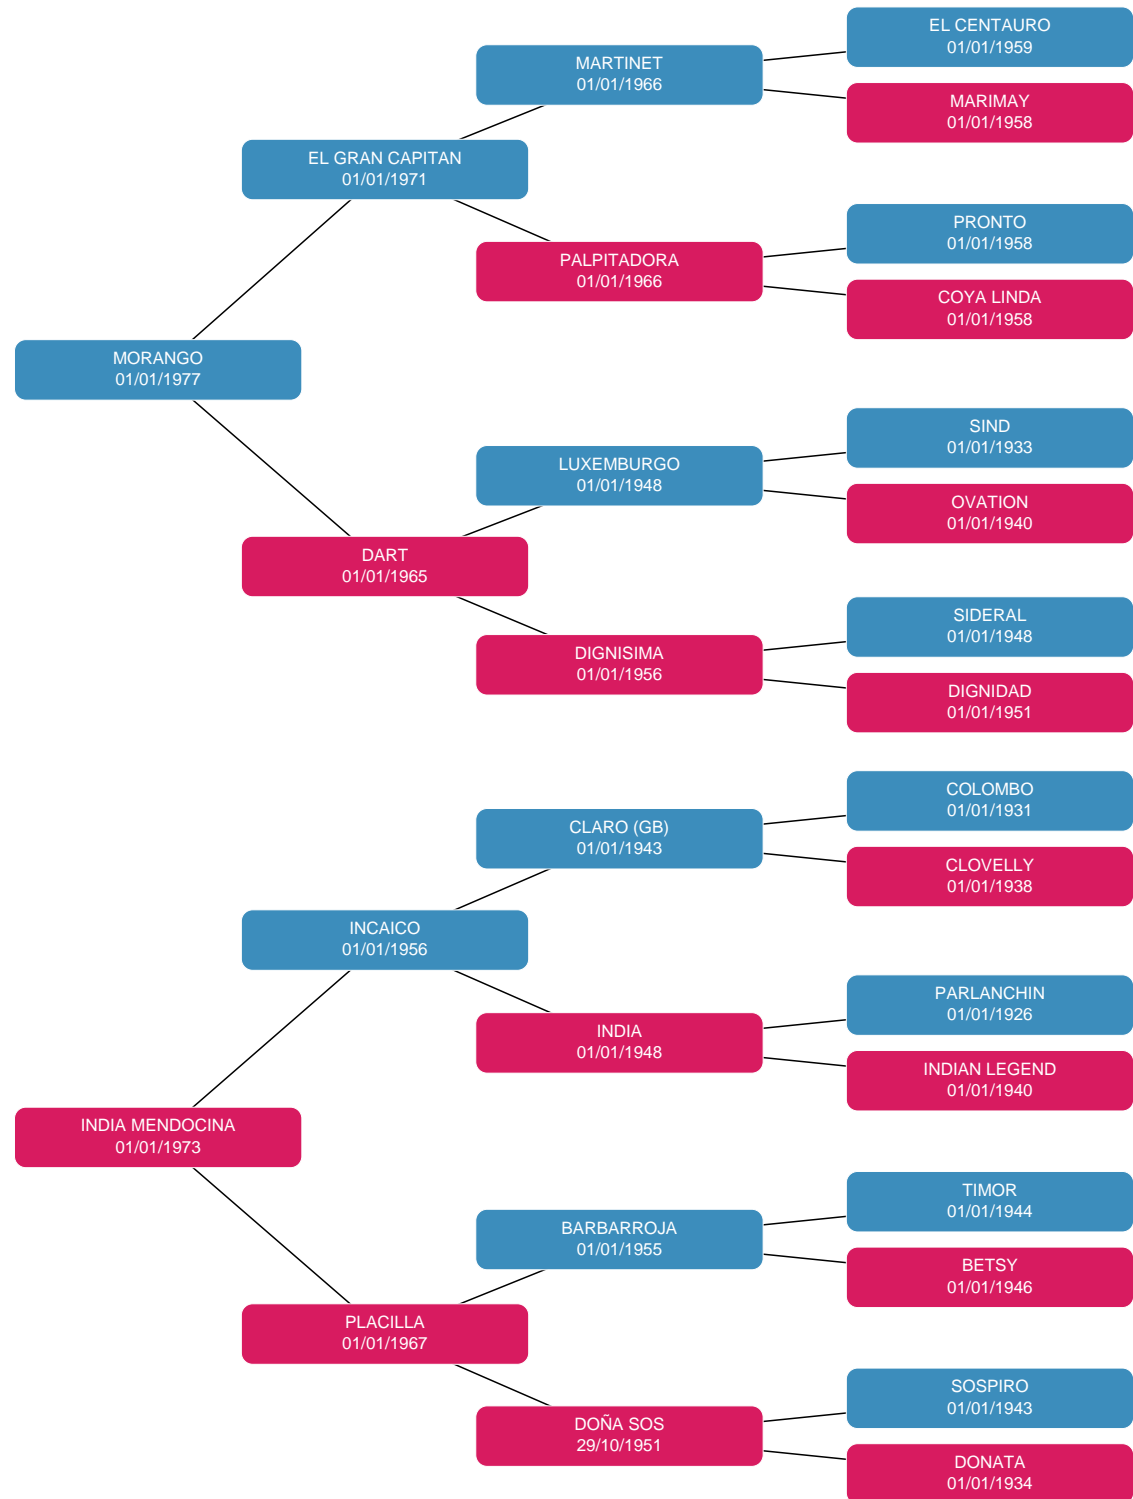 EL CENTAURO
01/01/1959
MARTINET
01/01/1966
MARIMAY
01/01/1958
EL GRAN CAPITAN
01/01/1971
PRONTO
01/01/1958
PALPITADORA
01/01/1966
COYA LINDA
01/01/1958
MORANGO
01/01/1977
SIND
01/01/1933
LUXEMBURGO
01/01/1948
OVATION
01/01/1940
DART
01/01/1965
SIDERAL
01/01/1948
DIGNISIMA
01/01/1956
DIGNIDAD
01/01/1951
COLOMBO
01/01/1931
CLARO (GB)
01/01/1943
CLOVELLY
01/01/1938
INCAICO
01/01/1956
PARLANCHIN
01/01/1926
INDIA
01/01/1948
INDIAN LEGEND
01/01/1940
INDIA MENDOCINA
01/01/1973
TIMOR
01/01/1944
BARBARROJA
01/01/1955
BETSY
01/01/1946
PLACILLA
01/01/1967
SOSPIRO
01/01/1943
DOÑA SOS
29/10/1951
DONATA
01/01/1934